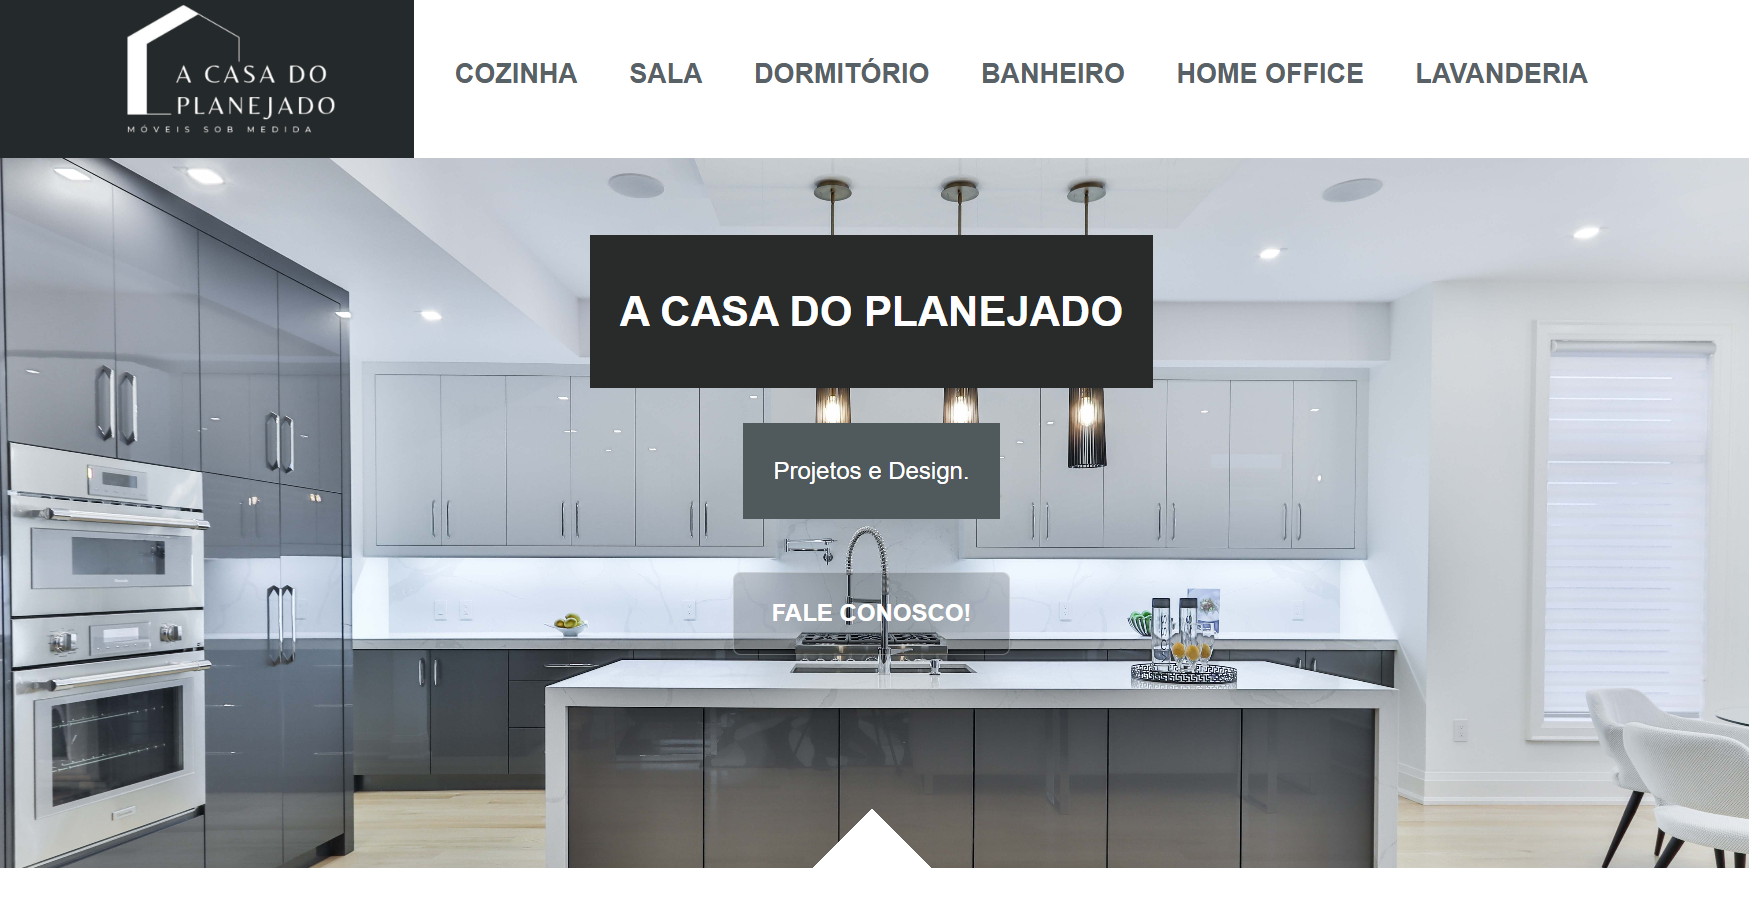 A CASA DO
PLANEJADO
MÓVEIS SOB MEDIDA
COZINHA SALA DORMITÓRIO BANHEIRO HOME OFFICE LAVANDERIA
A CASA DO PLANEJADO
Projetos e Design.
FALE CONOSCO!